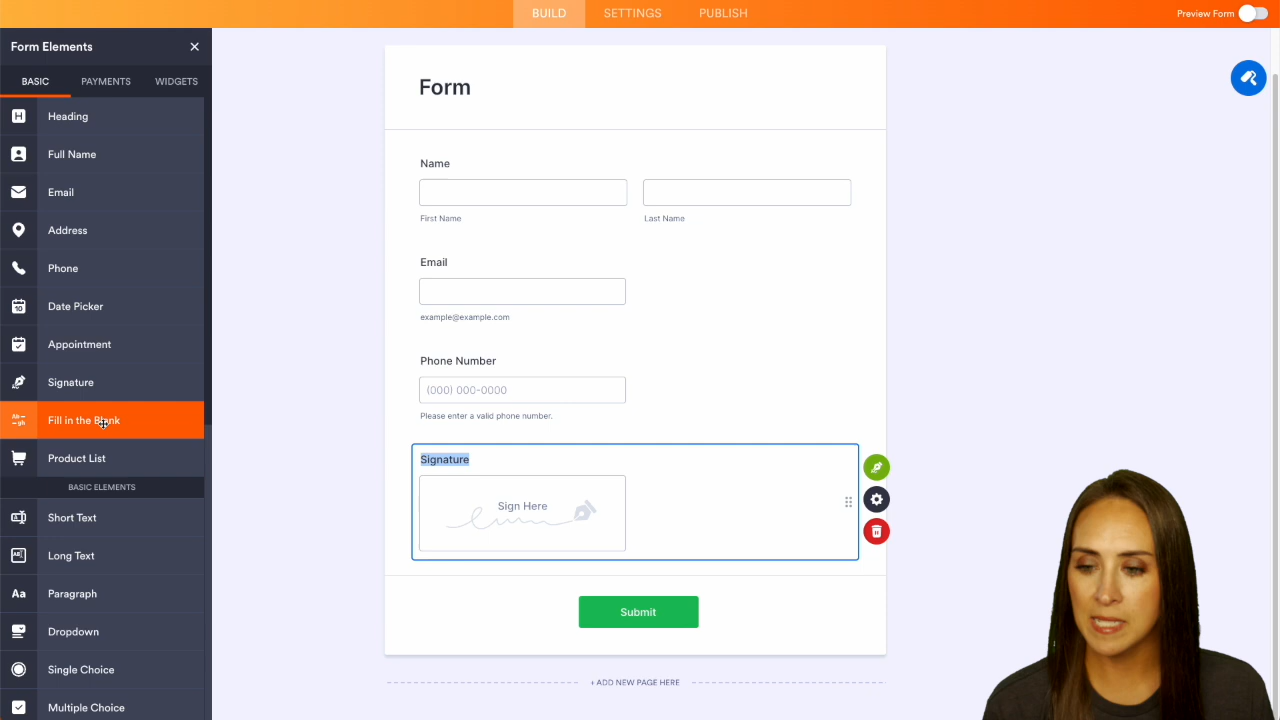 BUILD
SETTINGS
PUBLISH
Preview Form
Form Elements
BASIC
PAYMENTS
WIDGETS
H
Heading
Full Name
Email
Address
Phone
10
Date Picker
Appointment
Signature
Fill in the Blank
Product List
BASIC ELEMENTS
Short Text
Long Text
Aa
Paragraph
Dropdown
Single Choice
Multiple Choice
Form
Name
First Name
Last Name
Email
example@example.com
Phone Number
(000) 000-0000
Please enter a valid phone number.
Signature
Sign Here
Submit
+ ADD NEW PAGE HERE